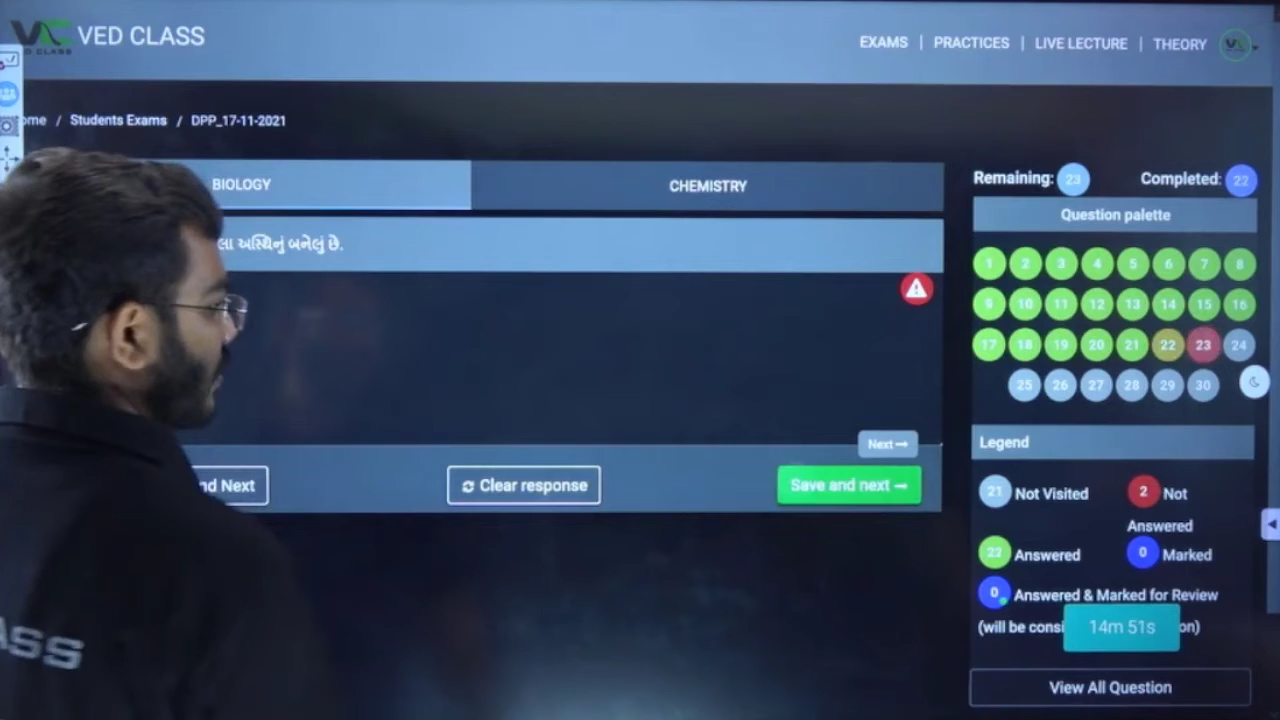 VED CLASS
ED CLASS
EXAMS | PRACTICES | LIVE LECTURE | THEORY
ome / Students Exams / DPP_17-11-2021
BIOLOGY
CHEMISTRY
લા અસ્થિનું બનેલું છે.
Next→
nd Next
Clear response
Save and next →
Remaining: 23
Completed: 22
Question palette
1 2 3 4 5 6 7 8
9 10 11 12 13 14 15 16
17 18 19 20 21 22 23 24
25 26 27 28 29 30
Legend
21 Not Visited
2 Not Answered
22 Answered
0 Marked
0 Answered & Marked for Review
(will be consi
on)
14m 51s
View All Question
ASS